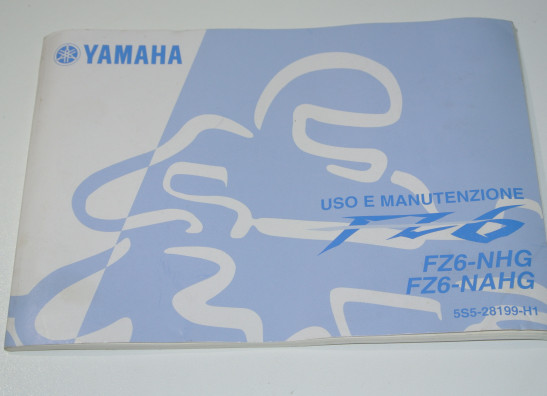 YAMAHA
USO E MANUTENZIONE
FZ6
FZ6-NHG
FZ6-NAHG
5S5-28199-H1